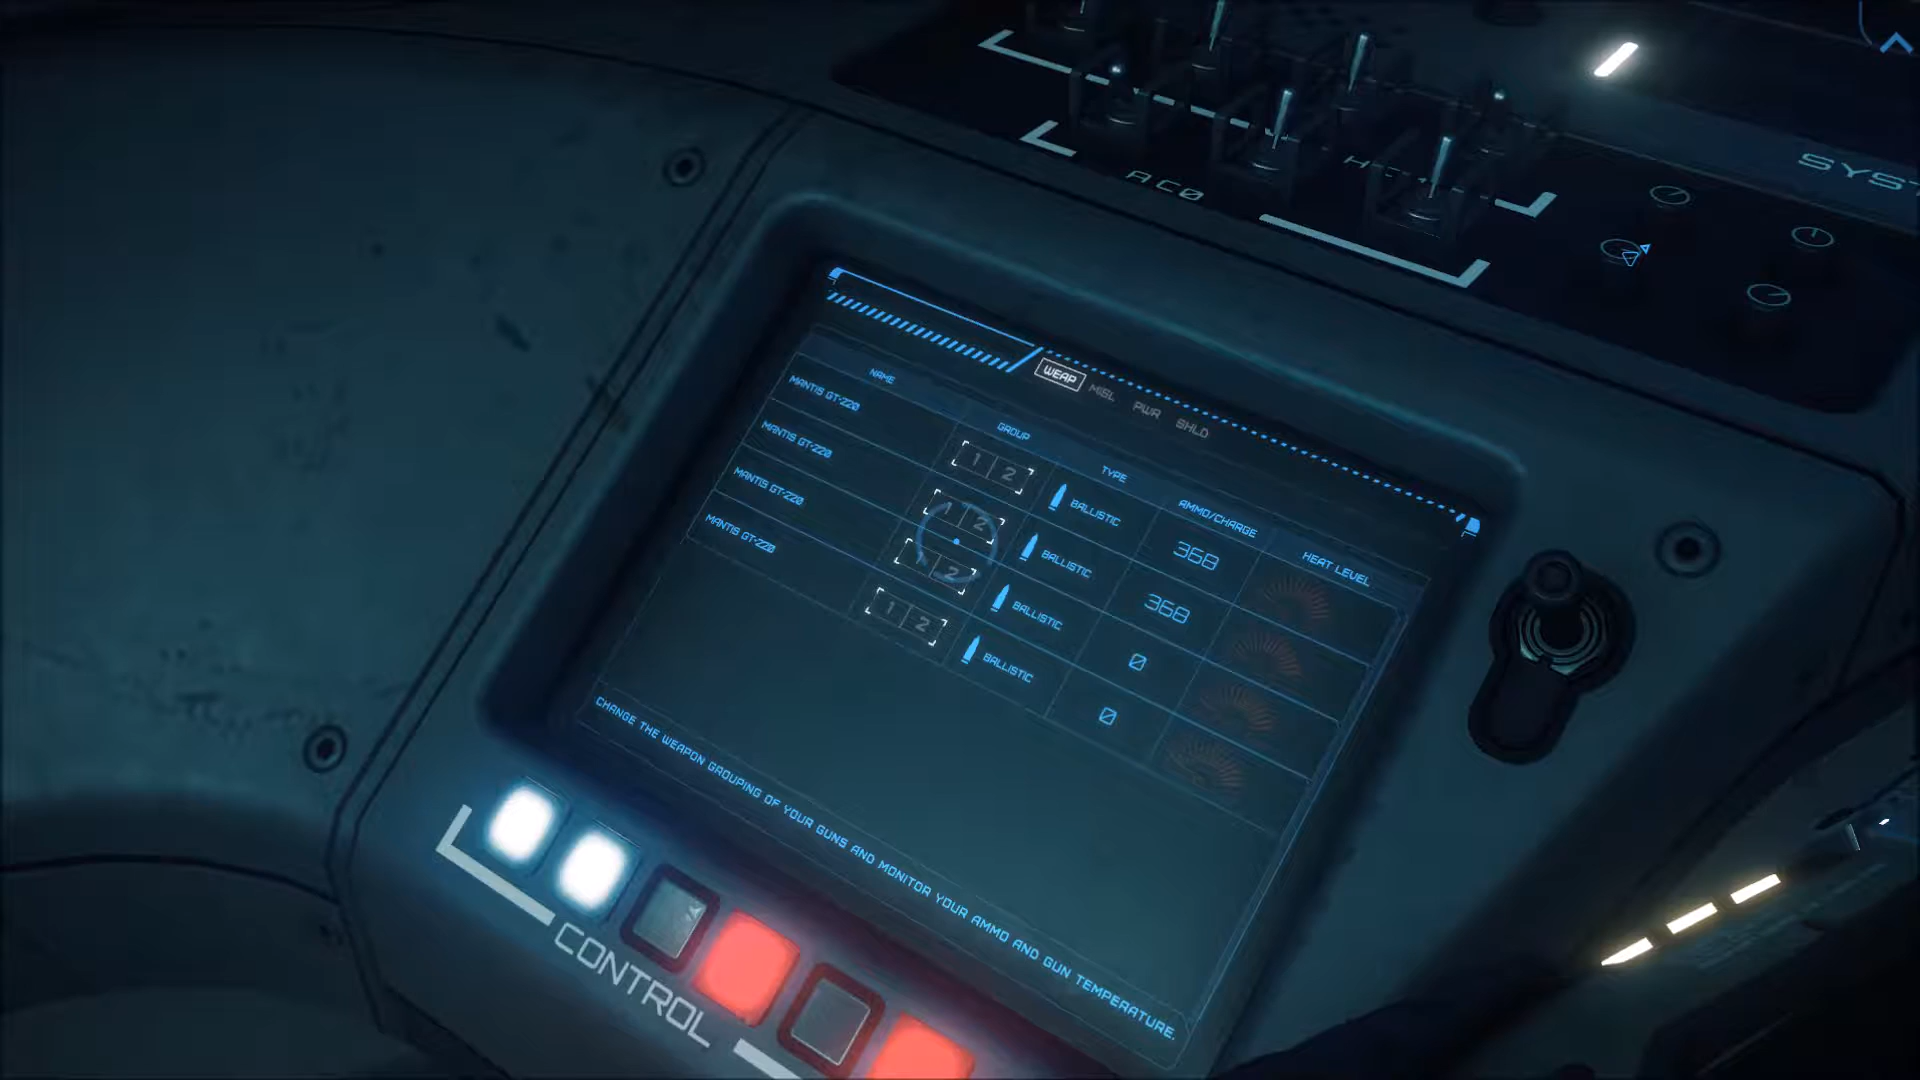 SYST
AC0
WEAP MISL PWR SHLD
NAME GROUP TYPE AMMO/CHARGE HEAT LEVEL
MANTIS GT-220 1 2 BALLISTIC 368
MANTIS GT-220 2 BALLISTIC 368
MANTIS GT-220 2 BALLISTIC 0
MANTIS GT-220 1 2 BALLISTIC 0
CHANGE THE WEAPON GROUPING OF YOUR GUNS AND MONITOR YOUR AMMO AND GUN TEMPERATURE.
CONTROL